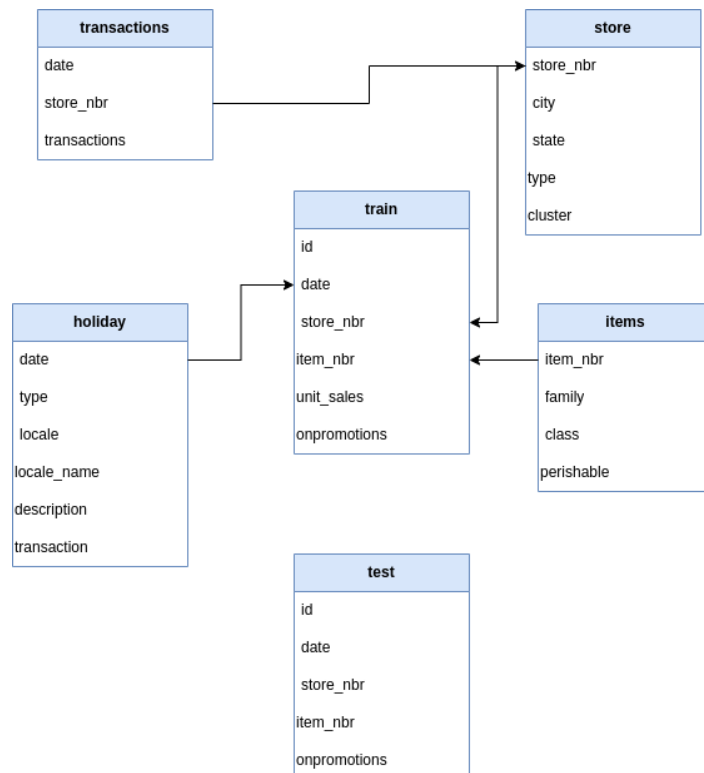 transactions
date
store_nbr
transactions
store
store_nbr
city
state
type
cluster
train
id
date
store_nbr
item_nbr
unit_sales
onpromotions
holiday
date
type
locale
locale_name
description
transaction
items
item_nbr
family
class
perishable
test
id
date
store_nbr
item_nbr
onpromotions